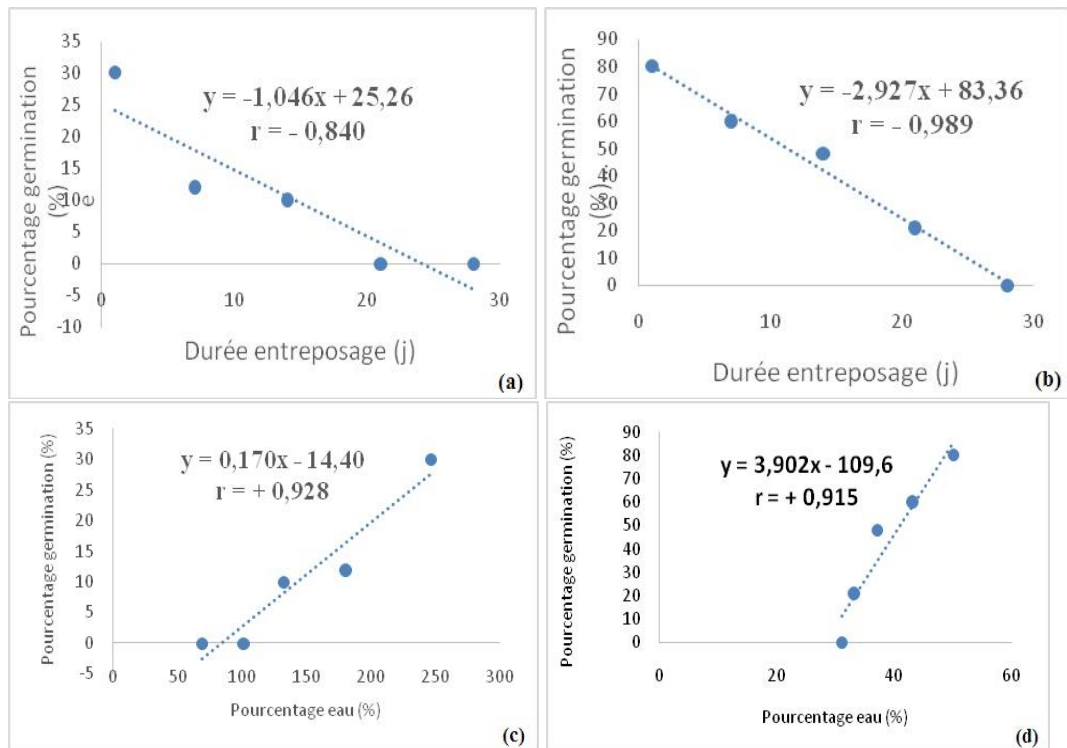 Pourcentage germination
(%)
e
35
30
25
20
15
10
5
0
-5
-10
y = -1,046x + 25,26
r = - 0,840
0
10
20
30
Durée entreposage (j)
(a)
Pourcentage germination
(%) .
90
80
70
60
50
40
30
20
10
0
y = -2,927x + 83,36
r = - 0,989
0
10
20
30
Durée entreposage (j)
(b)
Pourcentage germination (%)
35
30
25
20
15
10
5
0
-5
y = 0,170x - 14,40
r = + 0,928
0
50
100
150
200
250
300
Pourcentage eau (%)
(c)
Pourcentage germination (%)
90
80
70
60
50
40
30
20
10
0
y = 3,902x - 109,6
r = + 0,915
0
20
40
60
Pourcentage eau (%)
(d)